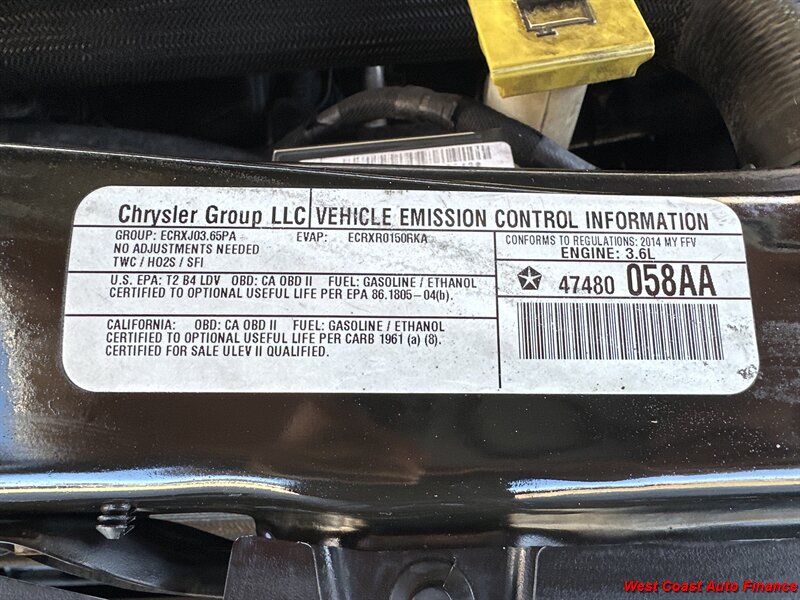 Chrysler Group LLC VEHICLE EMISSION CONTROL INFORMATION
GROUP: ECRXJ03.65PA EVAP: ECRXR0150RKA
NO ADJUSTMENTS NEEDED
TWC / HO2S / SFI
CONFORMS TO REGULATIONS: 2014 MY FFV
ENGINE: 3.6L
47480 058AA
U.S. EPA: T2 B4 LDV OBD: CA OBD II FUEL: GASOLINE / ETHANOL
CERTIFIED TO OPTIONAL USEFUL LIFE PER EPA 86.1805-04(b).
CALIFORNIA: OBD: CA OBD II FUEL: GASOLINE / ETHANOL
CERTIFIED TO OPTIONAL USEFUL LIFE PER CARB 1961 (a) (8).
CERTIFIED FOR SALE ULEV II QUALIFIED.
West Coast Auto Finance